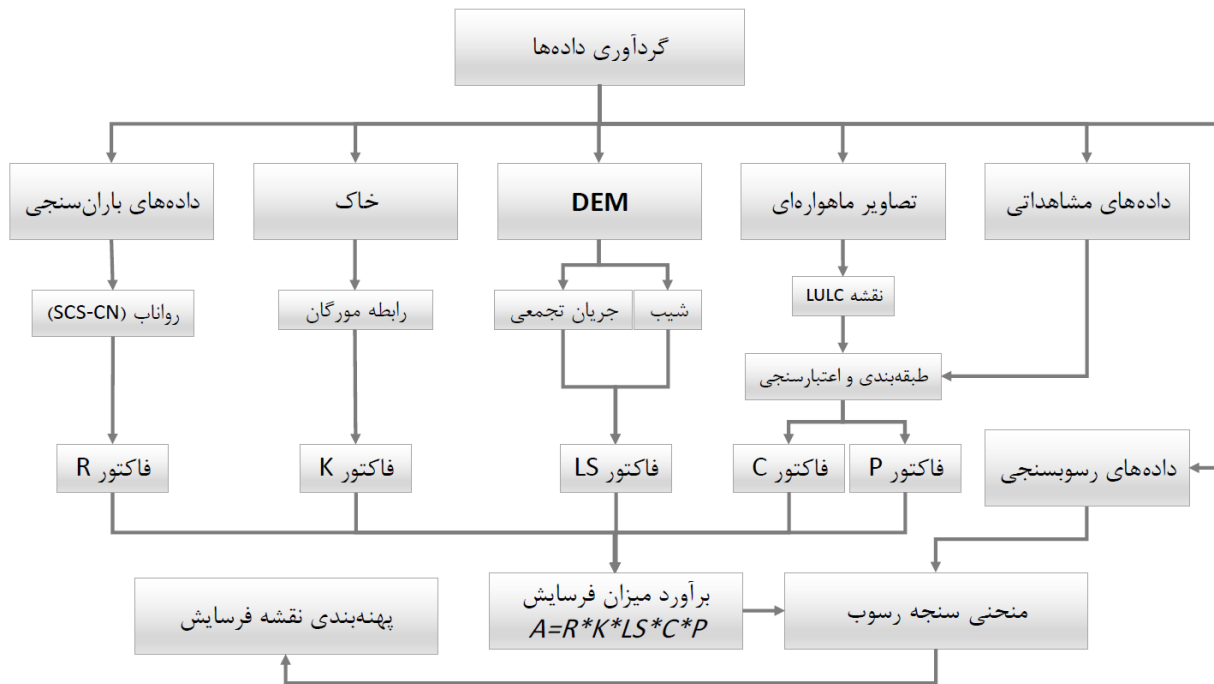 گردآوری داده‌ها
داده‌های باران‌سنجی
خاک
DEM
تصاویر ماهواره‌ای
داده‌های مشاهداتی
رواناب (SCS-CN)
رابطه مورگان
جریان تجمعی
شیب
نقشه LULC
طبقه‌بندی و اعتبارسنجی
فاکتور R
فاکتور K
فاکتور LS
فاکتور C
فاکتور P
داده‌های رسوبسنجی
پهنه‌بندی نقشه فرسایش
برآورد میزان فرسایش
A=R*K*LS*C*P
منحنی سنجه رسوب